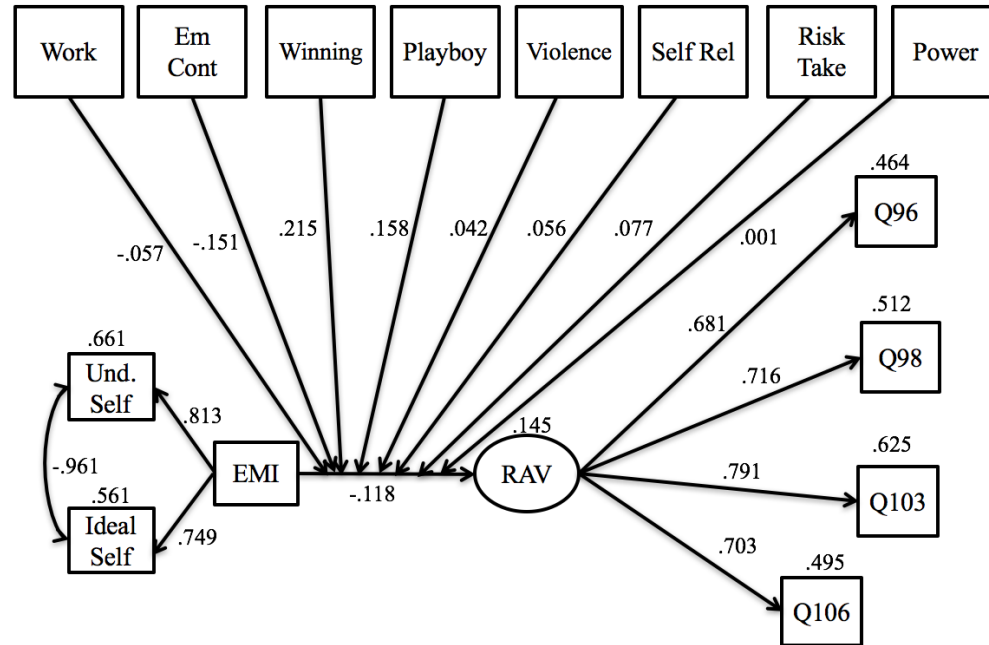 Work
Em
Cont
Winning
Playboy
Violence
Self Rel
Risk
Take
Power
.464
Q96
-.057
-.151
.215
.158
.042
.056
.077
.001
.512
Q98
.681
.716
.661
Und.
Self
.813
-.961
EMI
.145
RAV
-.118
.625
Q103
.791
.561
Ideal
Self
.749
.703
.495
Q106